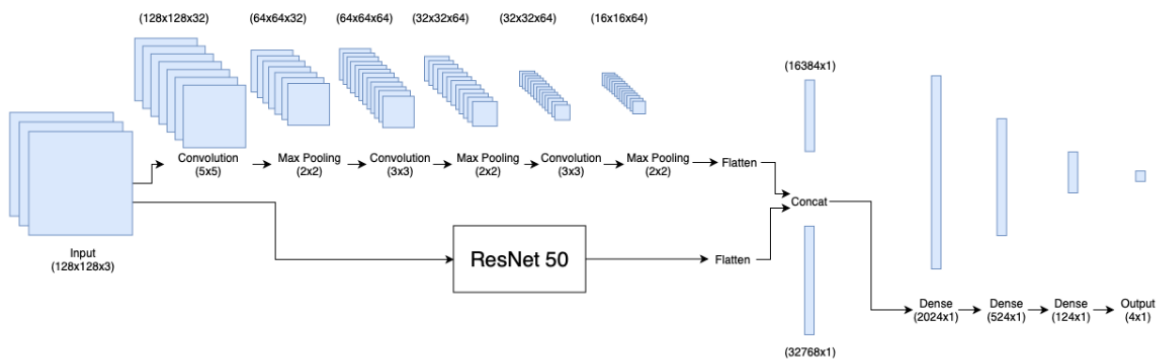 (128x128x32)
(64x64x32)
(64x64x64)
(32x32x64)
(32x32x64)
(16x16x64)
(16384x1)
Convolution
(5x5)
Max Pooling
(2x2)
Convolution
(3x3)
Max Pooling
(2x2)
Convolution
(3x3)
Max Pooling
(2x2)
Flatten
Concat
Input
(128x128x3)
ResNet 50
Flatten
Dense
(2024x1)
Dense
(524x1)
Dense
(124x1)
Output
(4x1)
(32768x1)